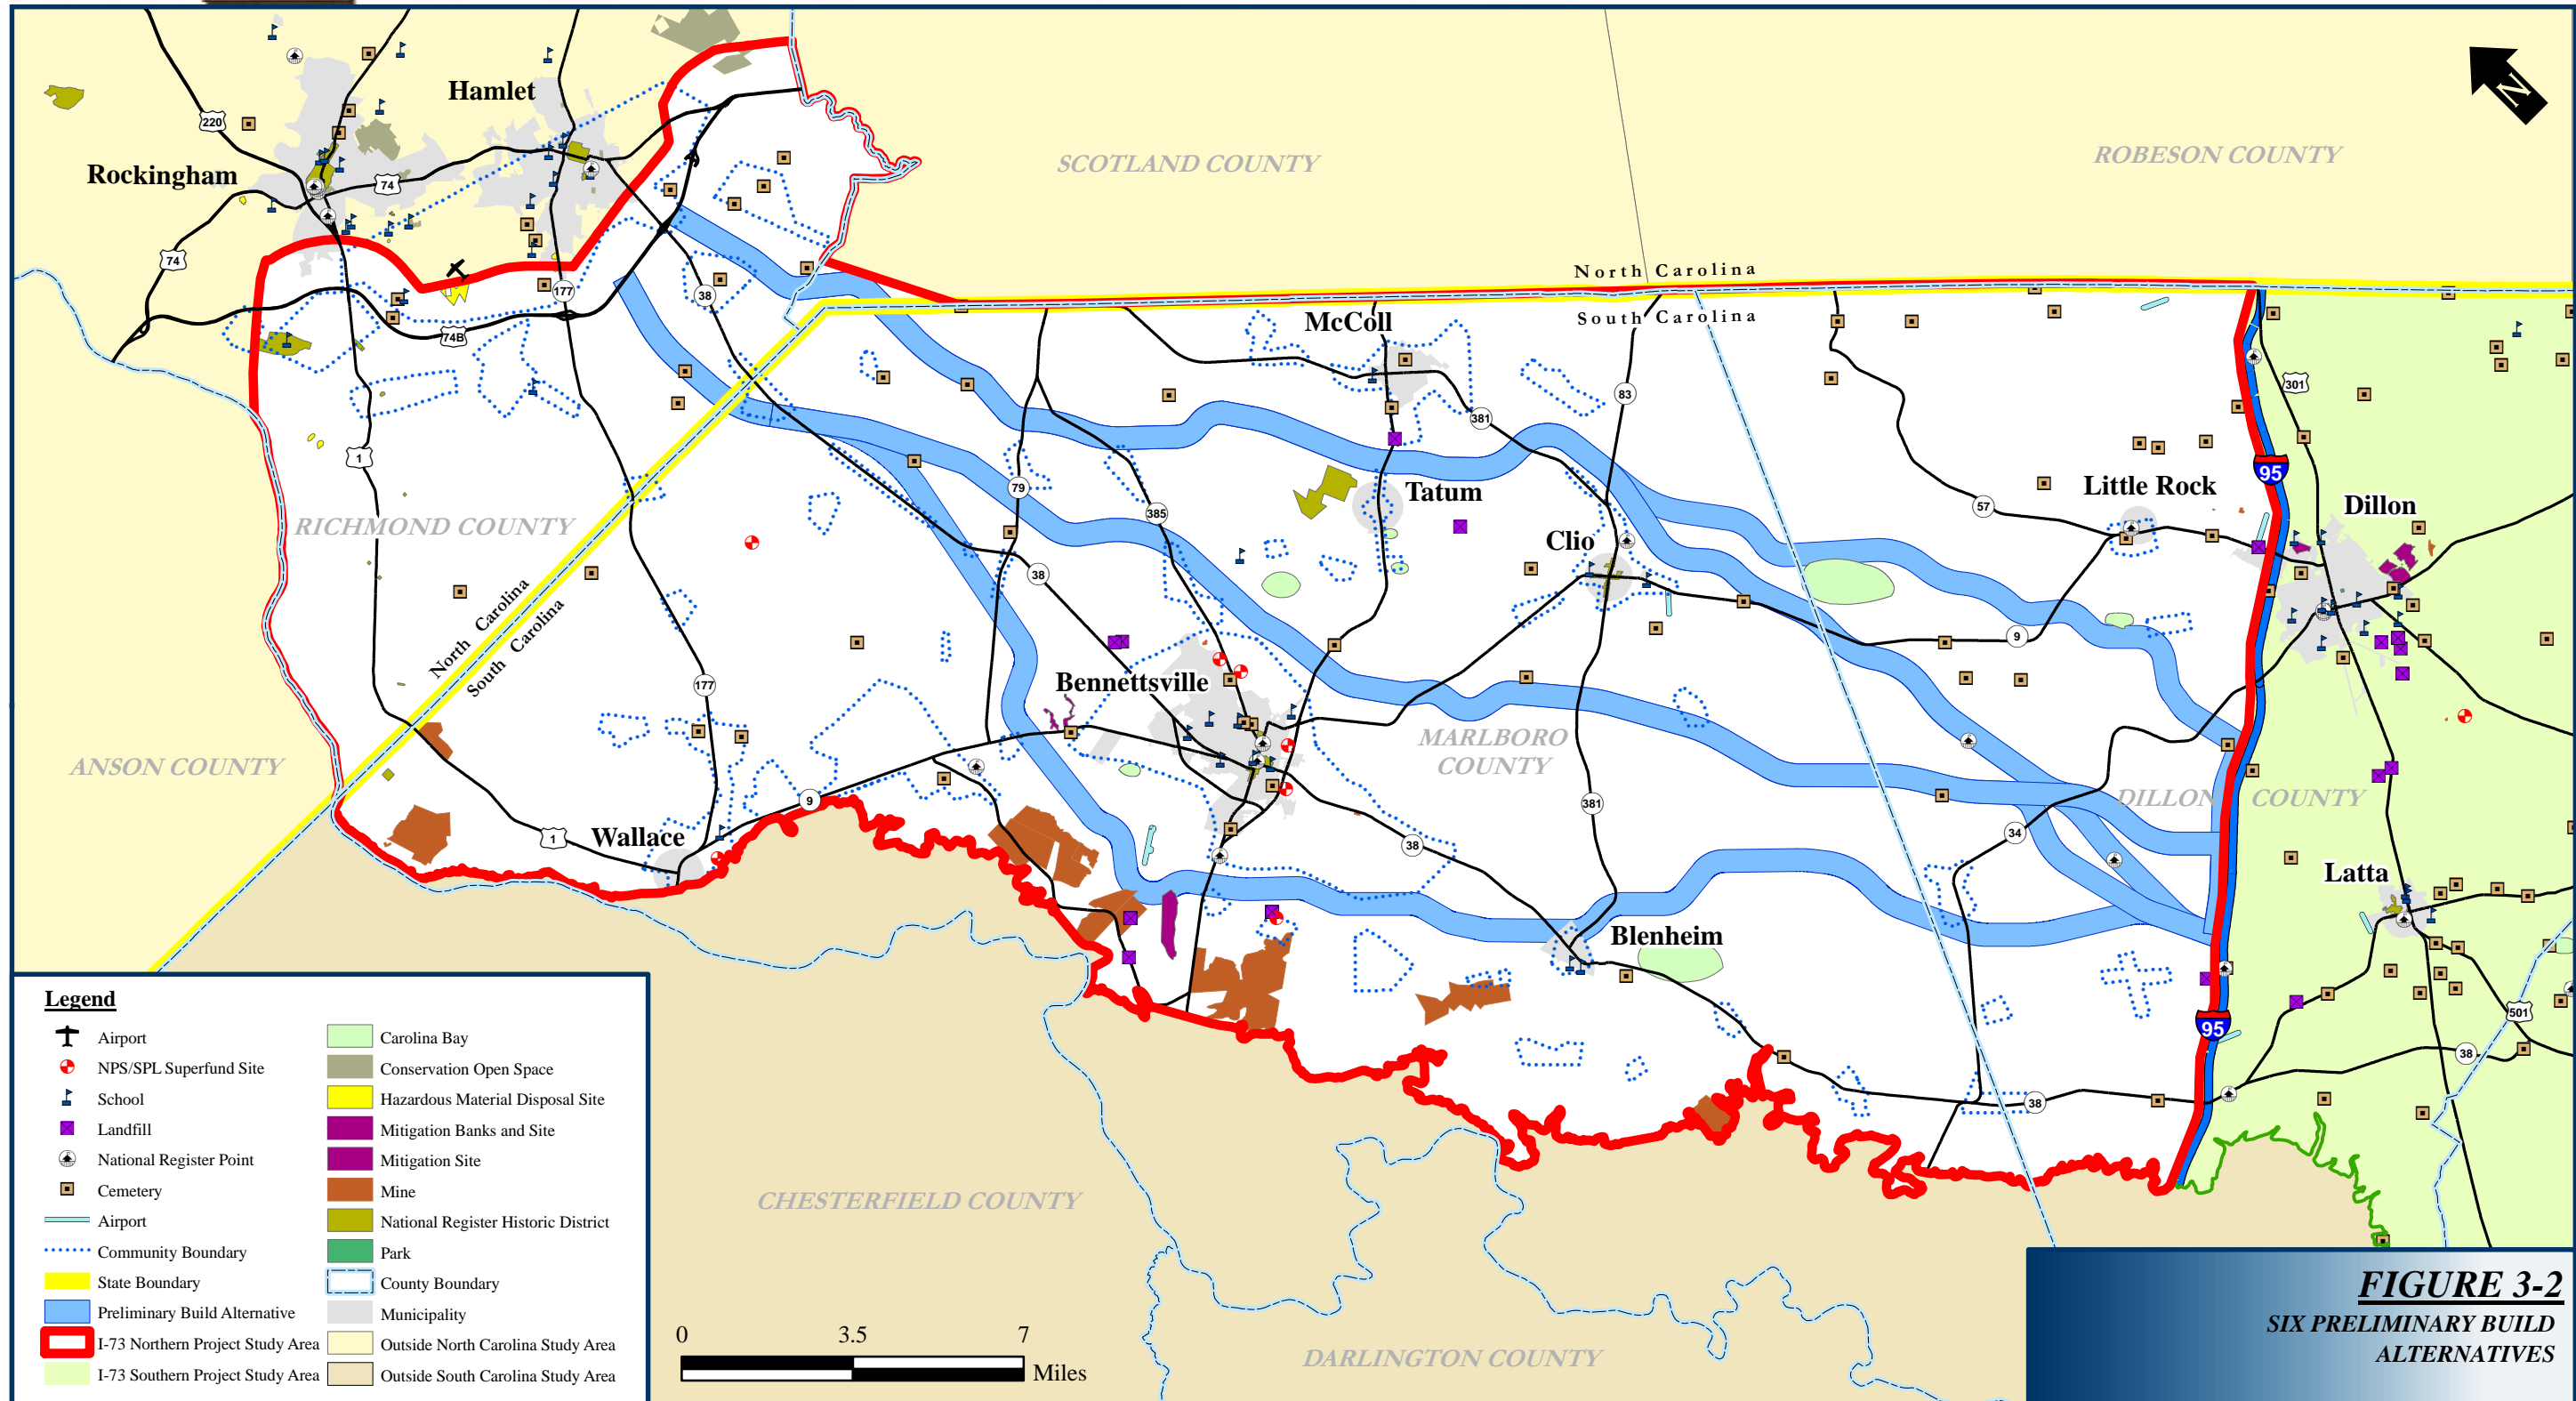 Hamlet
220
Rockingham
74
SCOTLAND COUNTY
ROBESON COUNTY
74
North Carolina
177
38
South Carolina
McColl
74B
301
83
381
1
95
79
Tatum
Little Rock
385
57
Dillon
RICHMOND COUNTY
Clio
38
North Carolina
South Carolina
9
177
Bennettsville
MARLBORO
COUNTY
ANSON COUNTY
9
381
DILLON COUNTY
Wallace
1
38
34
Latta
Blenheim
501
95
38
38
CHESTERFIELD COUNTY
DARLINGTON COUNTY
N
Legend
Airport
NPS/SPL Superfund Site
School
Landfill
National Register Point
Cemetery
Airport
Community Boundary
State Boundary
Preliminary Build Alternative
I-73 Northern Project Study Area
I-73 Southern Project Study Area
Carolina Bay
Conservation Open Space
Hazardous Material Disposal Site
Mitigation Banks and Site
Mitigation Site
Mine
National Register Historic District
Park
County Boundary
Municipality
Outside North Carolina Study Area
Outside South Carolina Study Area
0 3.5 7
Miles
FIGURE 3-2
SIX PRELIMINARY BUILD
ALTERNATIVES